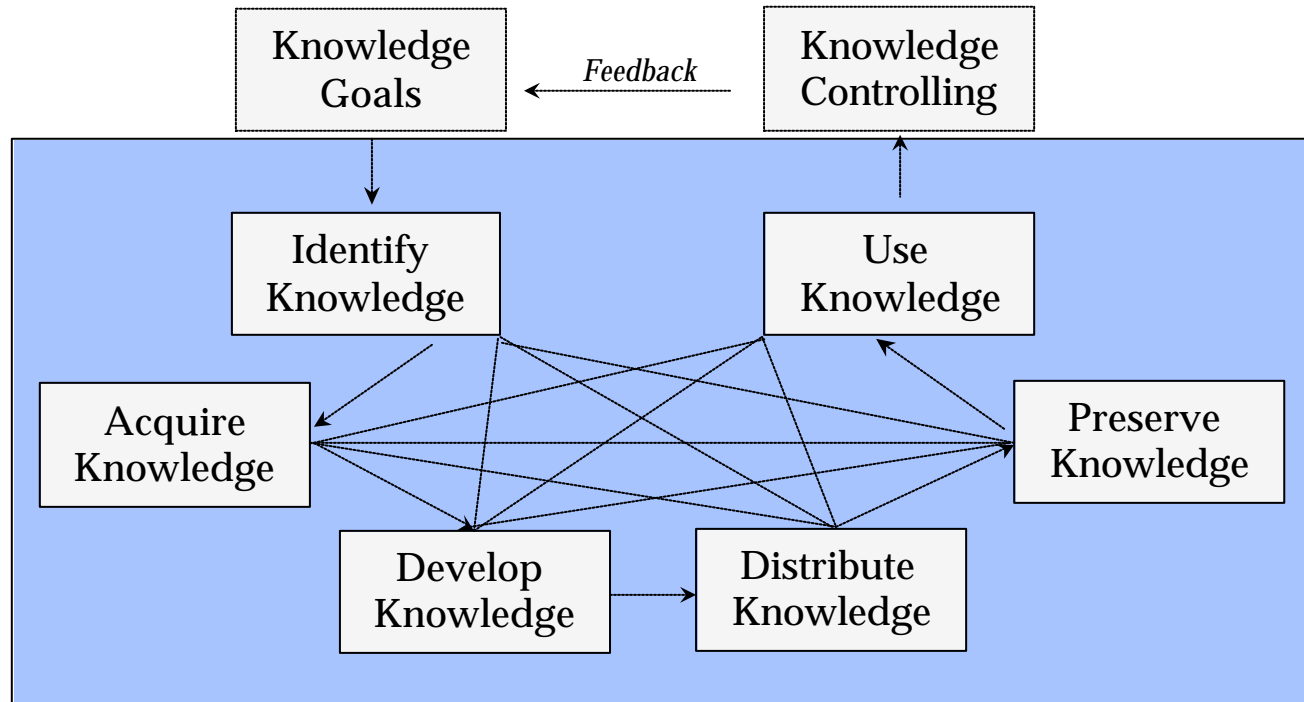 Knowledge
Goals
Feedback
Knowledge
Controlling
Identify
Knowledge
Use
Knowledge
Acquire
Knowledge
Preserve
Knowledge
Develop
Knowledge
Distribute
Knowledge